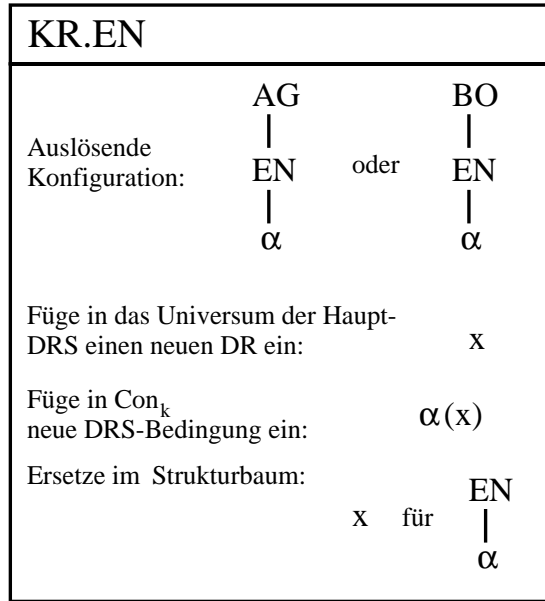 KR.EN
AG BO
Auslösende
Konfiguration: EN oder EN
α α
Füge in das Universum der Haupt-
DRS einen neuen DR ein: x
Füge in Con_k
neue DRS-Bedingung ein: α(x)
Ersetze im Strukturbaum:
EN
x für
α